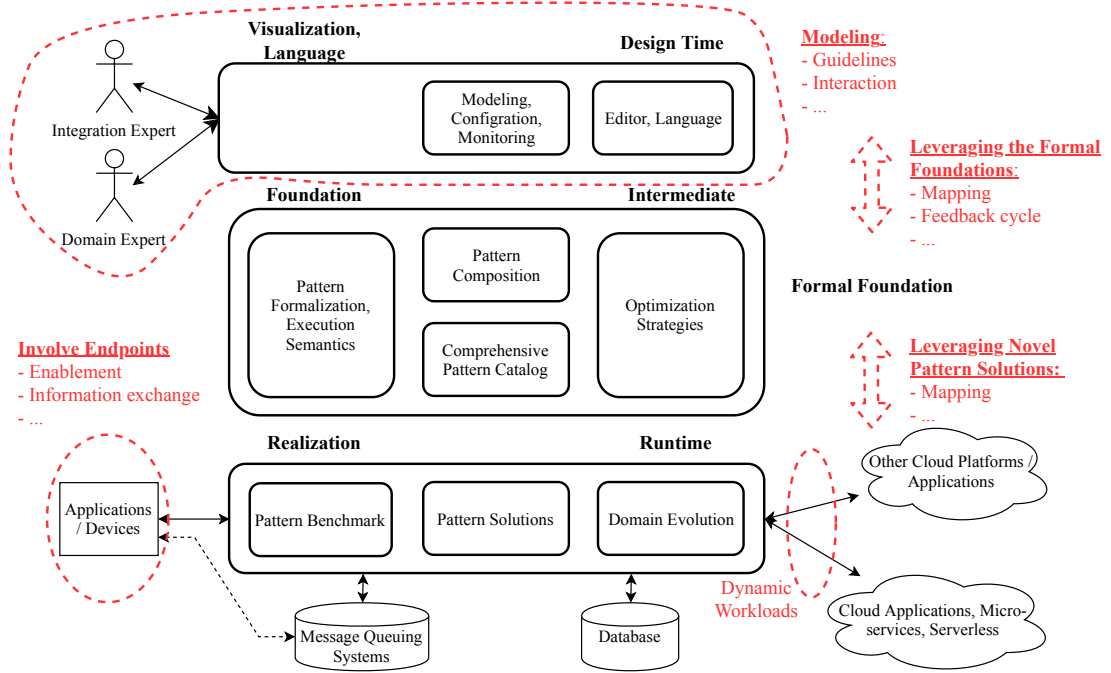 Visualization,
Language
Design Time
Modeling:
- Guidelines
- Interaction
- ...
Integration Expert
Modeling,
Configration,
Monitoring
Editor, Language
Domain Expert
Leveraging the Formal
Foundations:
- Mapping
- Feedback cycle
- ...
Foundation
Intermediate
Pattern
Formalization,
Execution
Semantics
Pattern
Composition
Comprehensive
Pattern Catalog
Optimization
Strategies
Formal Foundation
Involve Endpoints
- Enablement
- Information exchange
- ...
Leveraging Novel
Pattern Solutions:
- Mapping
- ...
Realization
Runtime
Applications
/ Devices
Pattern Benchmark
Pattern Solutions
Domain Evolution
Other Cloud Platforms /
Applications
Dynamic
Workloads
Message Queuing
Systems
Database
Cloud Applications, Micro-
services, Serverless